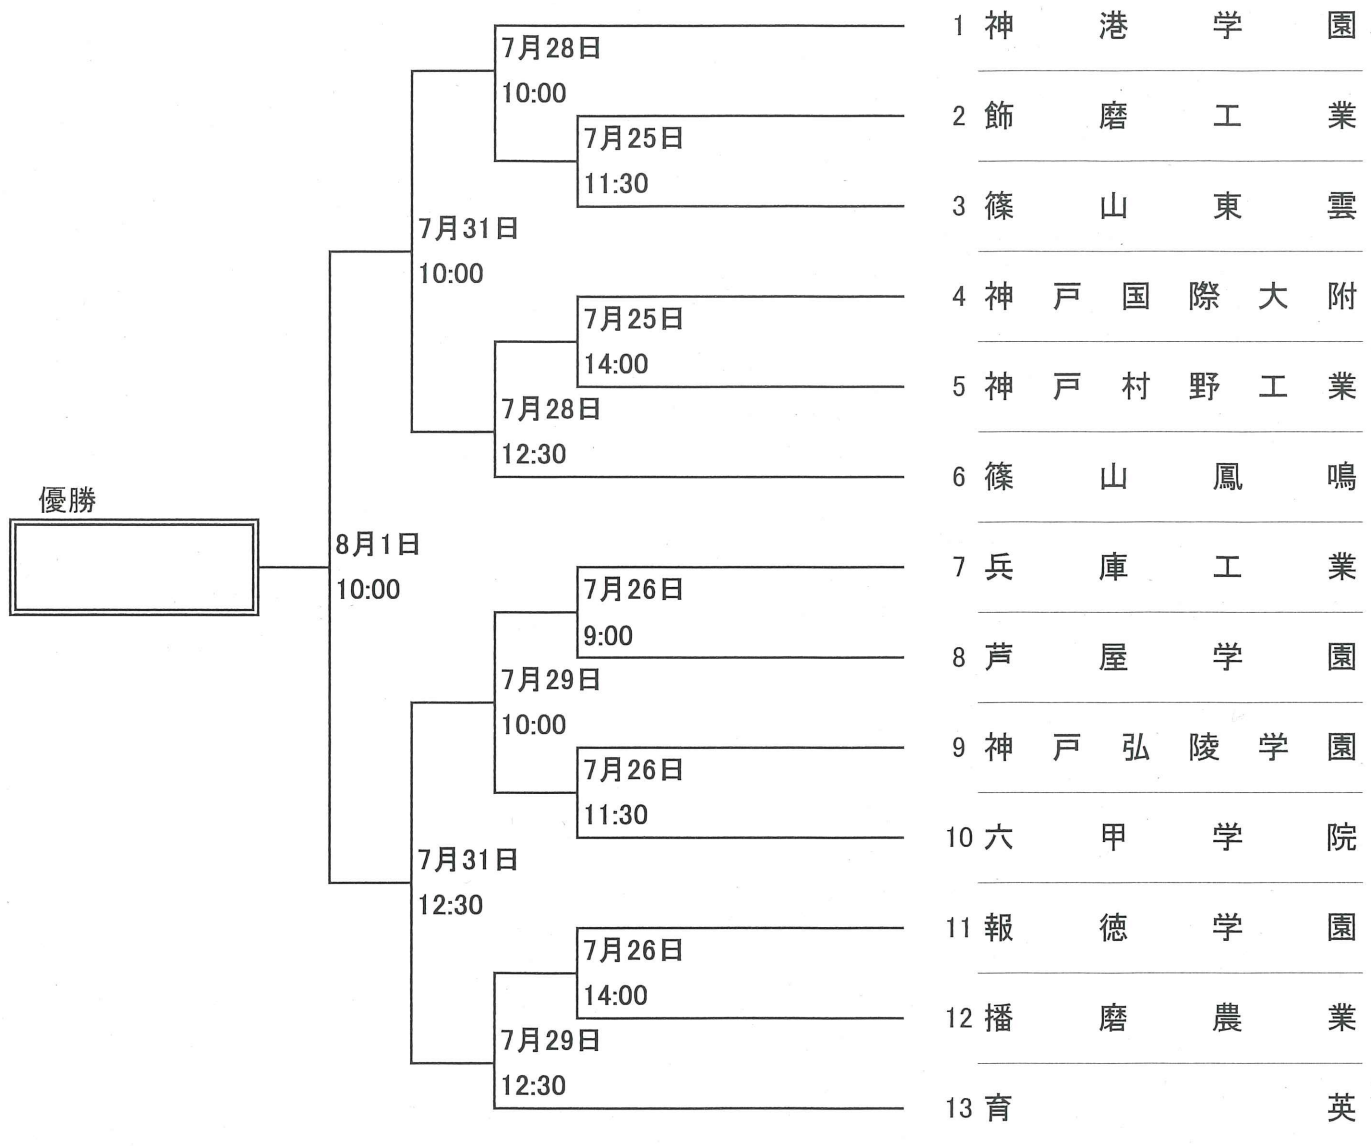 1 神港学園
7月28日
10:00
2 飾磨工業
7月25日
11:30
3 篠山東雲
7月31日
10:00
4 神戸国際大附
7月25日
14:00
5 神戸村野工業
7月28日
12:30
6 篠山鳳鳴
優勝
8月1日
10:00
7 兵庫工業
7月26日
9:00
8 芦屋学園
7月29日
10:00
9 神戸弘陵学園
7月26日
11:30
10 六甲学院
7月31日
12:30
11 報徳学園
7月26日
14:00
12 播磨農業
7月29日
12:30
13 育英